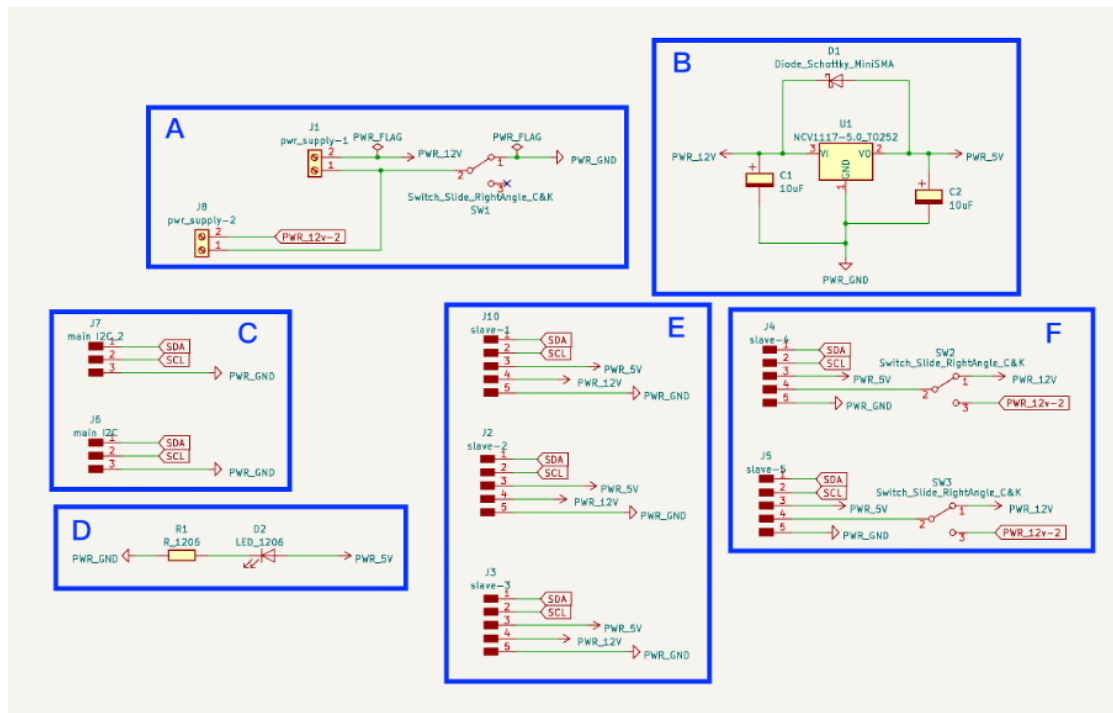 A
J1
pwr_supply-1
PWR_FLAG
PWR_FLAG
2
1
PWR_12V
2
1
3
PWR_GND
Switch_Slide_RightAngle_C&K
SW1
J8
pwr_supply-2
2
1
PWR_12v-2
B
D1
Diode_Schottky_MiniSMA
U1
NCV1117-5.0_TO252
PWR_12V
3
VI
VO
2
GND
1
PWR_5V
+
C1
10uF
+
C2
10uF
PWR_GND
C
J7
main_I2C_2
1
SDA
2
SCL
3
PWR_GND
J6
main_I2C
1
SDA
2
SCL
3
PWR_GND
D
R1
R_1206
D2
LED_1206
PWR_GND
PWR_5V
E
J10
slave-1
1
SDA
2
SCL
3
PWR_5V
4
PWR_12V
5
PWR_GND
J2
slave-2
1
SDA
2
SCL
3
PWR_5V
4
PWR_12V
5
PWR_GND
J3
slave-3
1
SDA
2
SCL
3
PWR_5V
4
PWR_12V
5
PWR_GND
F
J4
slave-4
1
SDA
2
SCL
3
PWR_5V
4
5
PWR_GND
SW2
Switch_Slide_RightAngle_C&K
2
1
PWR_12V
3
PWR_12v-2
J5
slave-5
1
SDA
2
SCL
3
PWR_5V
4
5
PWR_GND
SW3
Switch_Slide_RightAngle_C&K
2
1
PWR_12V
3
PWR_12v-2